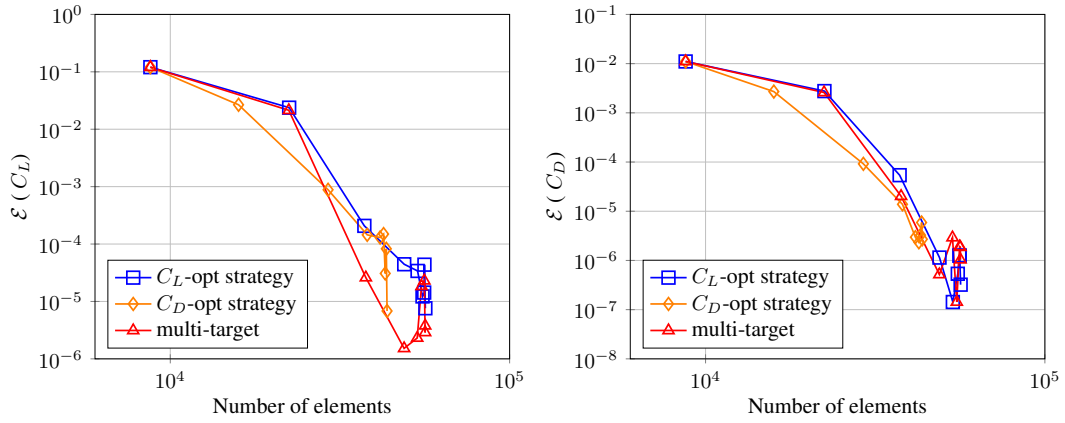 10^0
10^-1
10^-2
10^-3
10^-4
10^-5
10^-6
ℰ (C_L)
10^4
10^5
Number of elements
C_L-opt strategy
C_D-opt strategy
multi-target
10^-1
10^-2
10^-3
10^-4
10^-5
10^-6
10^-7
10^-8
ℰ (C_D)
10^4
10^5
Number of elements
C_L-opt strategy
C_D-opt strategy
multi-target